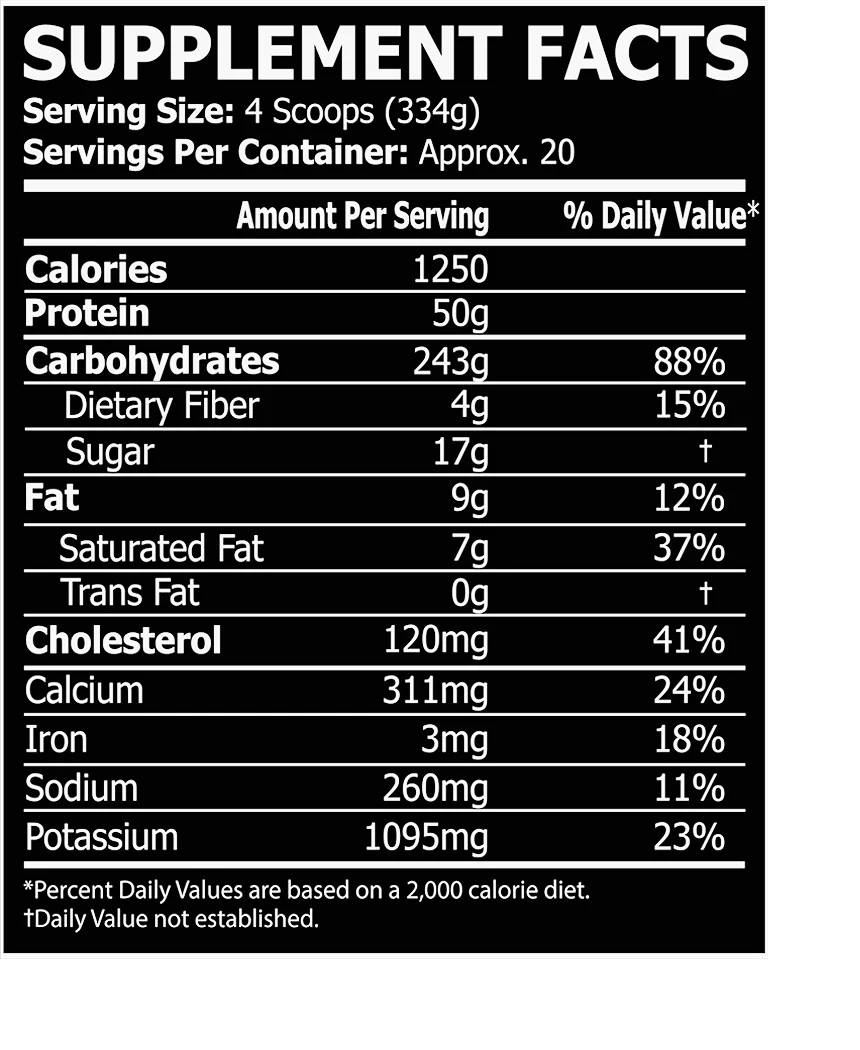 SUPPLEMENT FACTS
Serving Size: 4 Scoops (334g)
Servings Per Container: Approx. 20
Amount Per Serving % Daily Value*
Calories 1250
Protein 50g
Carbohydrates 243g 88%
Dietary Fiber 4g 15%
Sugar 17g †
Fat 9g 12%
Saturated Fat 7g 37%
Trans Fat 0g †
Cholesterol 120mg 41%
Calcium 311mg 24%
Iron 3mg 18%
Sodium 260mg 11%
Potassium 1095mg 23%
*Percent Daily Values are based on a 2,000 calorie diet.
†Daily Value not established.